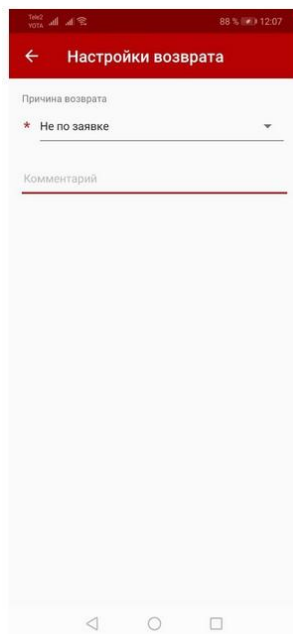 Tele2
YOTA
88 % 12:07
Настройки возврата
Причина возврата
* Не по заявке
Комментарий